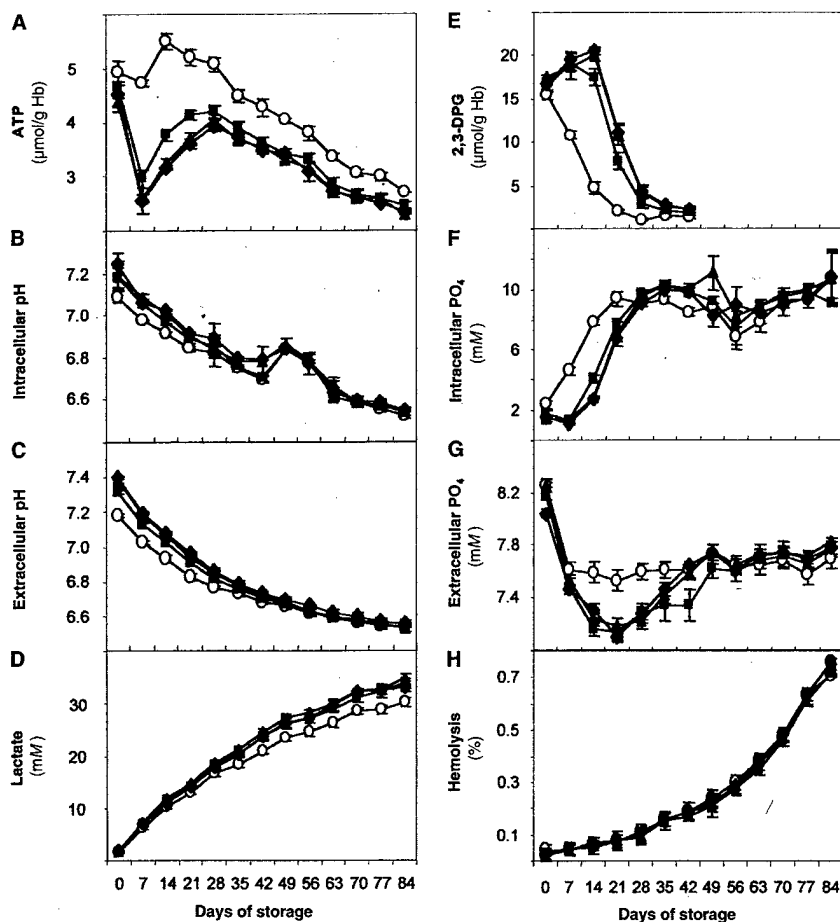 A
ATP
(µmol/g Hb)
5
4
3
B
Intracellular pH
7.2
7.0
6.8
6.6
C
Extracellular pH
7.4
7.2
7.0
6.8
6.6
D
Lactate
(mM)
30
20
10
0 7 14 21 28 35 42 49 56 63 70 77 84
Days of storage
E
2,3-DPG
(µmol/g Hb)
20
15
10
5
F
Intracellular PO4
(mM)
10
6
2
G
Extracellular PO4
(mM)
8.2
7.8
7.4
H
Hemolysis
(%)
0.7
0.5
0.3
0.1
0 7 14 21 28 35 42 49 56 63 70 77 84
Days of storage